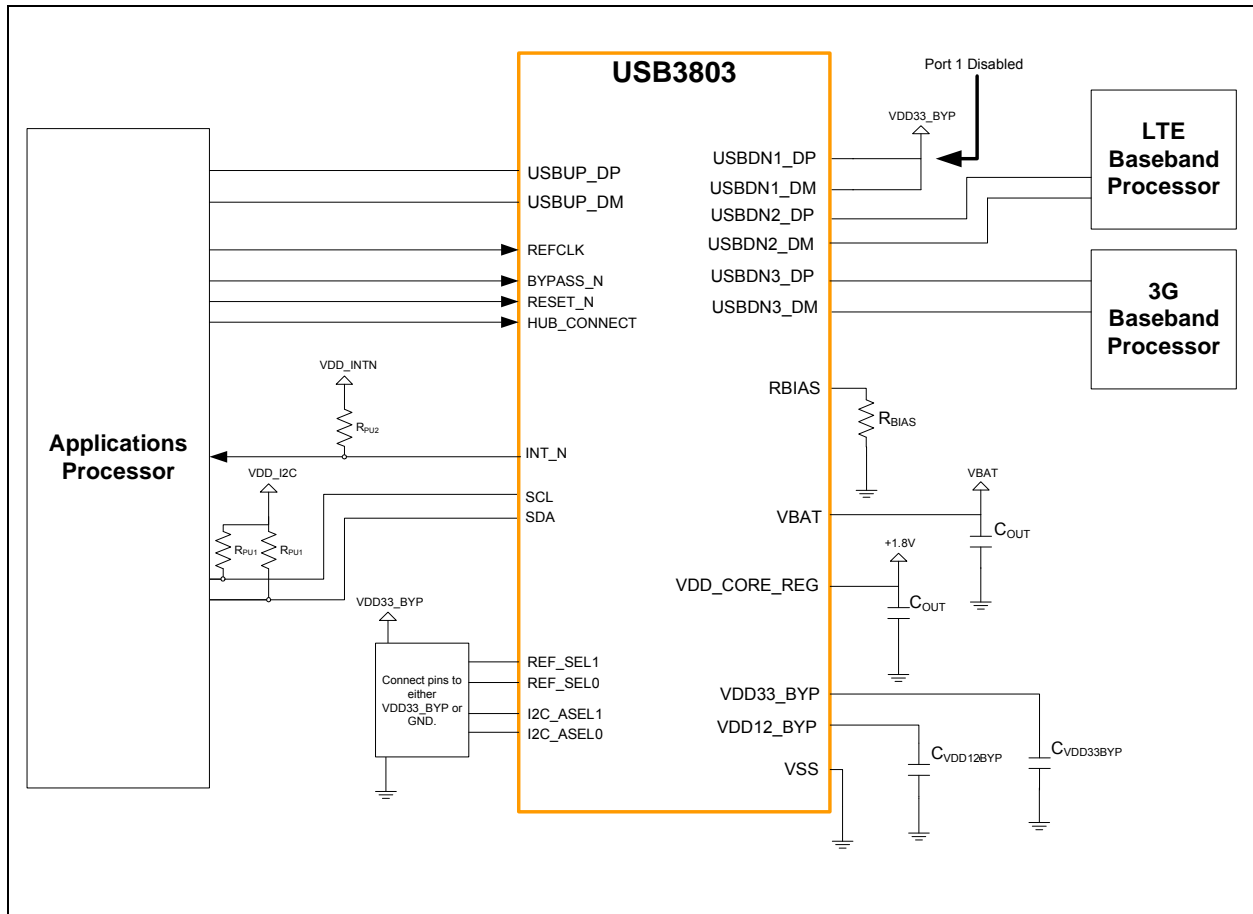 USB3803
Port 1 Disabled
VDD33_BYP
LTE
Baseband
Processor
USBUP_DP
USBUP_DM
REFCLK
BYPASS_N
RESET_N
HUB_CONNECT
USBDN1_DP
USBDN1_DM
USBDN2_DP
USBDN2_DM
USBDN3_DP
USBDN3_DM
3G
Baseband
Processor
VDD_INTN
RPU2
RBIAS
RBIAS
Applications
Processor
INT_N
VDD_I2C
SCL
SDA
RPU1
RPU1
VBAT
VBAT
COUT
+1.8V
VDD_CORE_REG
COUT
VDD33_BYP
Connect pins to
either
VDD33_BYP or
GND.
REF_SEL1
REF_SEL0
I2C_ASEL1
I2C_ASEL0
VDD33_BYP
VDD12_BYP
VSS
CVDD12BYP
CVDD33BYP